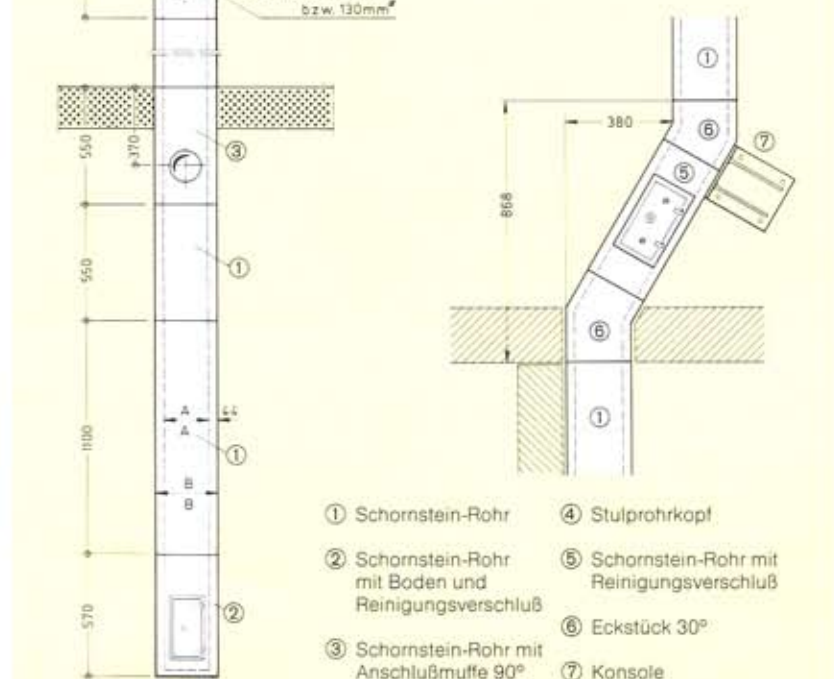 bzw. 130mm
550
370
③
550
①
1100
A
A
①
B
B
570
②
①
380
⑥
⑦
⑤
868
⑥
①
① Schornstein-Rohr
② Schornstein-Rohr
mit Boden und
Reinigungsverschluß
③ Schornstein-Rohr mit
Anschlußmuffe 90°
④ Stulprohrkopf
⑤ Schornstein-Rohr mit
Reinigungsverschluß
⑥ Eckstück 30°
⑦ Konsole